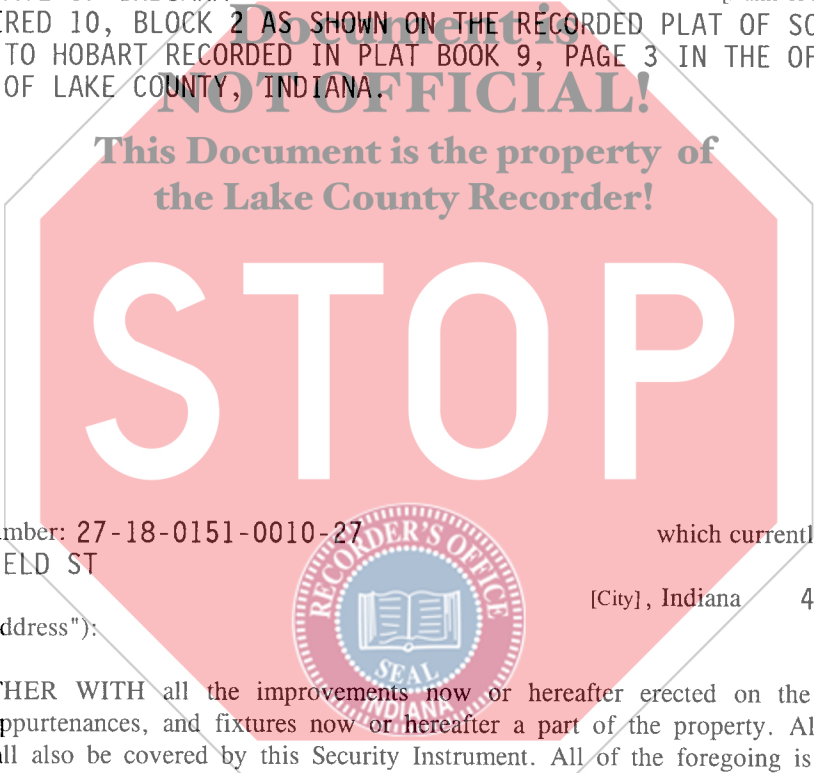 Document is
ERED 10, BLOCK 2 AS SHOWN ON THE RECORDED PLAT OF
TO HOBART RECORDED IN PLAT BOOK 9, PAGE 3 IN THE
OF LAKE COUNTY, INDIANA.
NOT OFFICIAL!
This Document is the property of
the Lake County Recorder!
STOP
mber: 27-18-0151-0010-27 which currentl
ELD ST
RECORDER'S OFFICE
[City], Indiana 4
ddress"):
SEAL
INDIANA
THER WITH all the improvements now or hereafter erected on the
ppurtenances, and fixtures now or hereafter a part of the property. Al
ll also be covered by this Security Instrument. All of the foregoing is